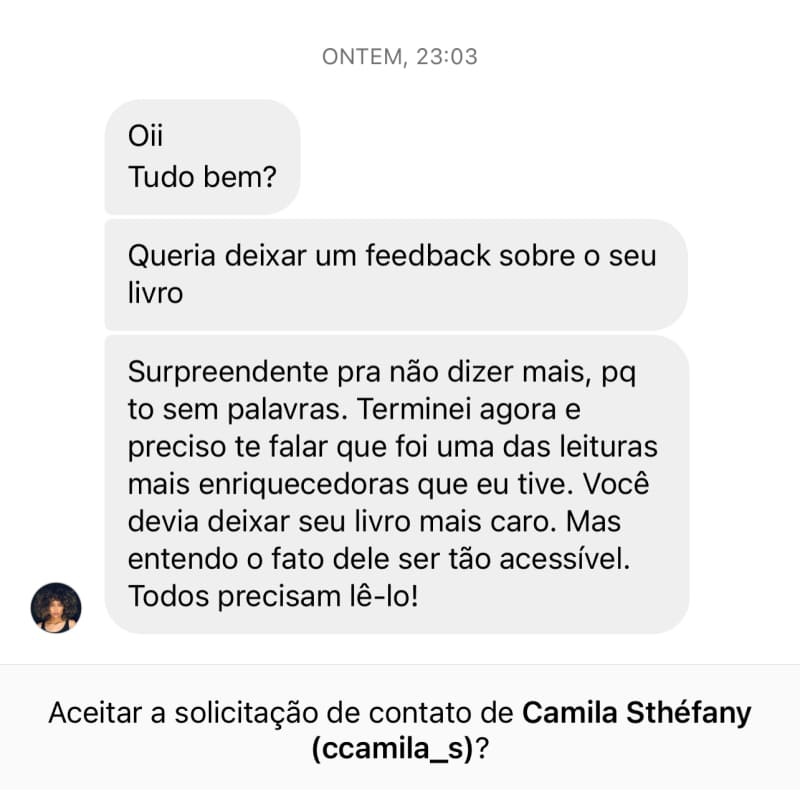 ONTEM, 23:03
Oii
Tudo bem?
Queria deixar um feedback sobre o seu
livro
Surpreendente pra não dizer mais, pq
to sem palavras. Terminei agora e
preciso te falar que foi uma das leituras
mais enriquecedoras que eu tive. Você
devia deixar seu livro mais caro. Mas
entendo o fato dele ser tão acessível.
Todos precisam lê-lo!
Aceitar a solicitação de contato de Camila Sthéfany
(ccamila_s)?